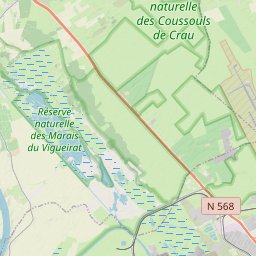 naturelle
des Coussouls
de Crau
Réserve
naturelle
des Marais
du Vigueirat
N 568